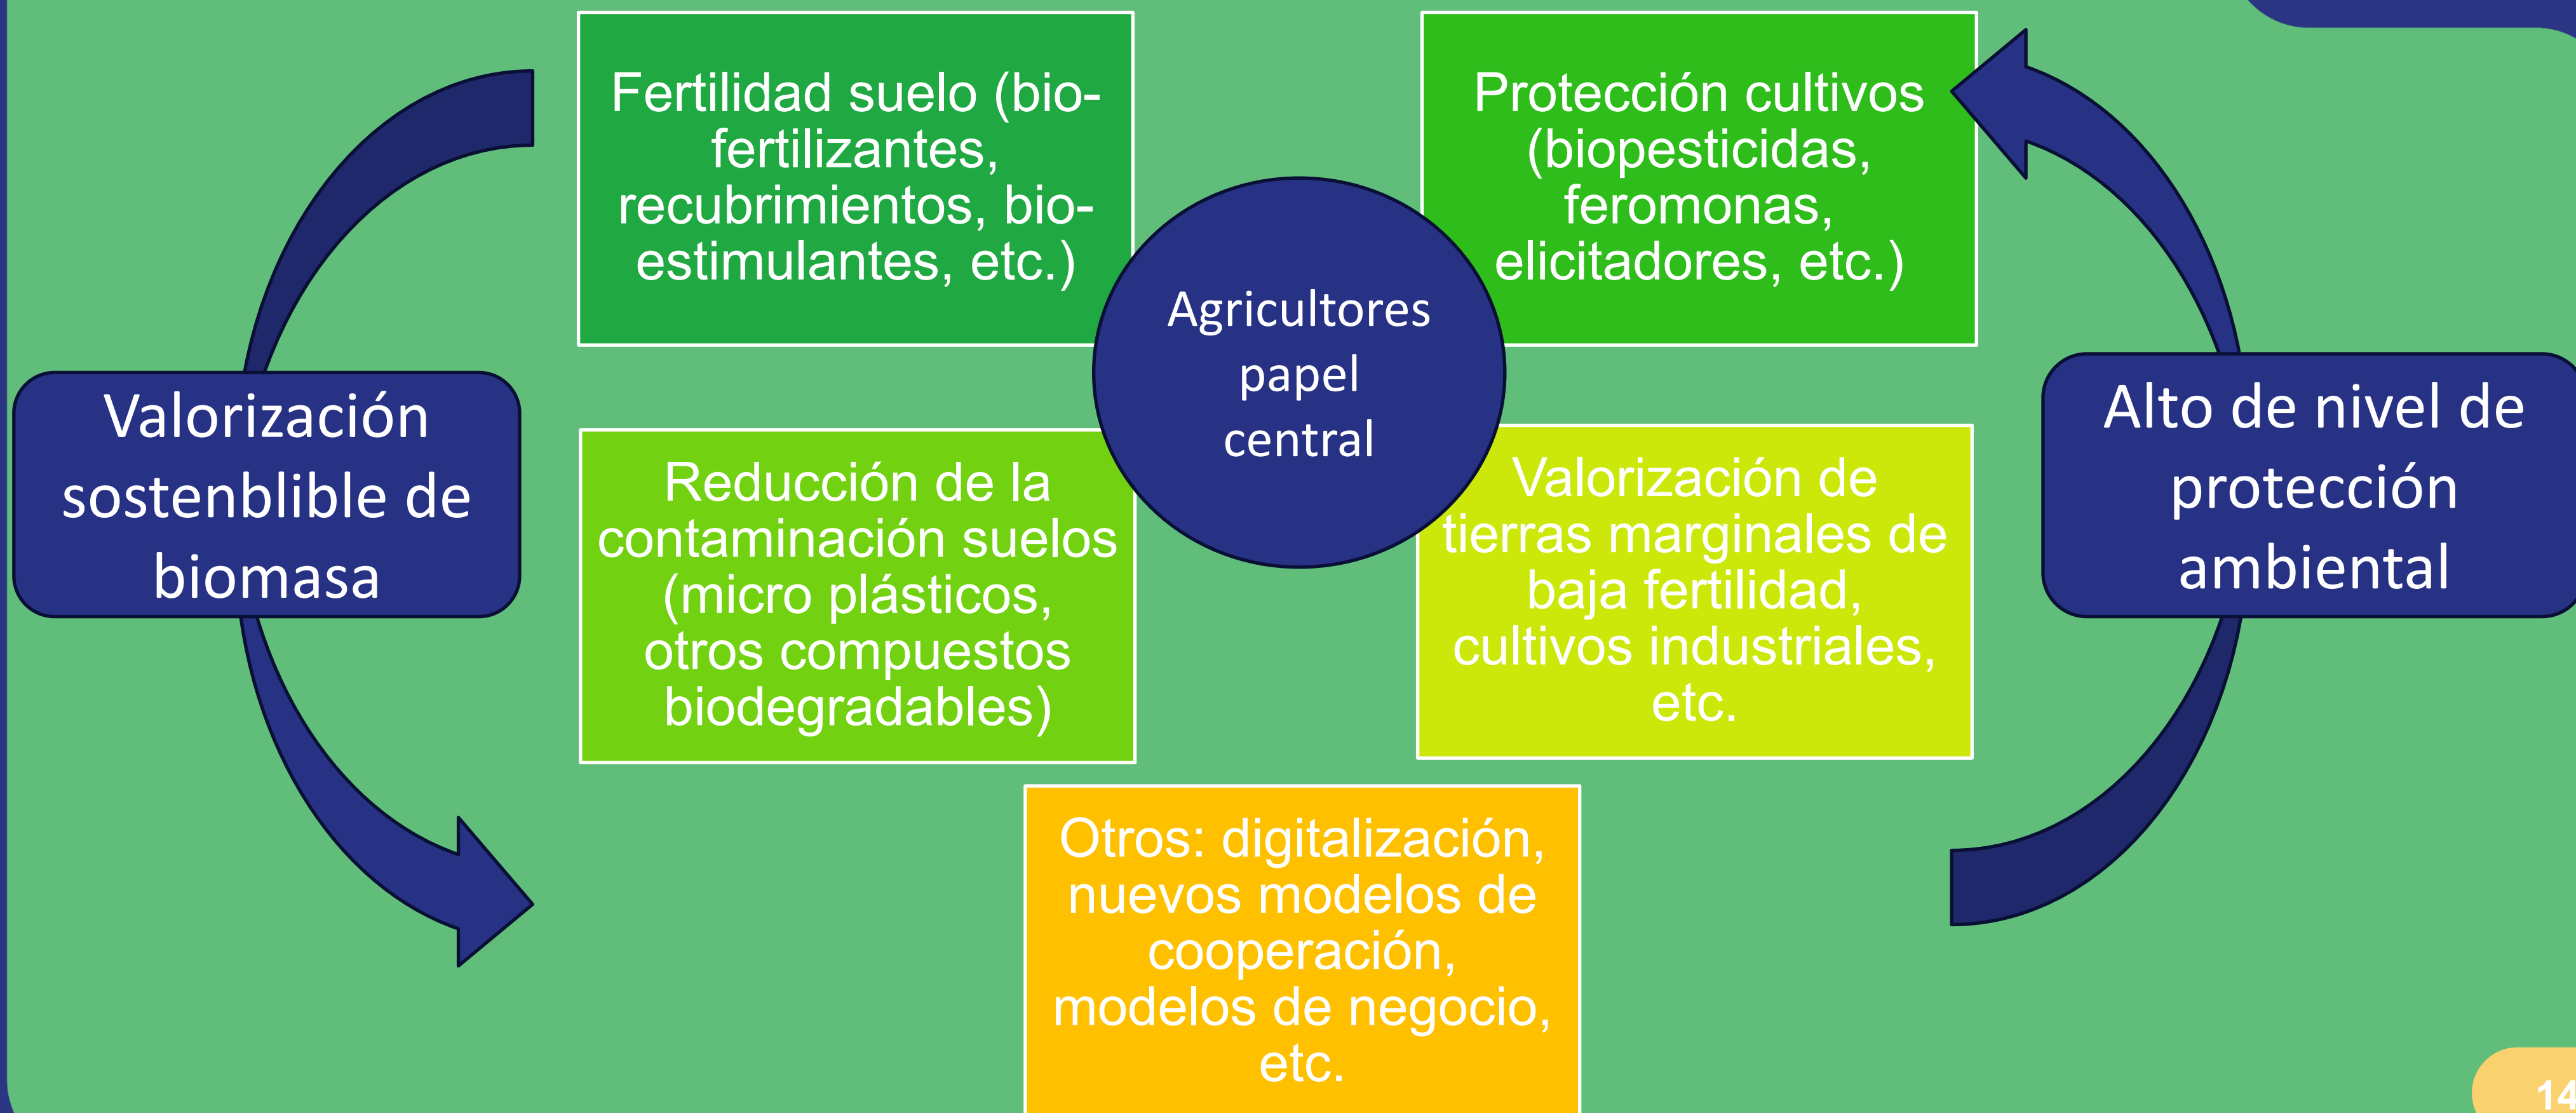 Fertilidad suelo (bio-
fertilizantes,
recubrimientos, bio-
estimulantes, etc.)
Protección cultivos
(biopesticidas,
feromonas,
elicitadores, etc.)
Agricultores
papel
central
Valorización
sostenblible de
biomasa
Alto de nivel de
protección
ambiental
Reducción de la
contaminación suelos
(micro plásticos,
otros compuestos
biodegradables)
Valorización de
tierras marginales de
baja fertilidad,
cultivos industriales,
etc.
Otros: digitalización,
nuevos modelos de
cooperación,
modelos de negocio,
etc.
14